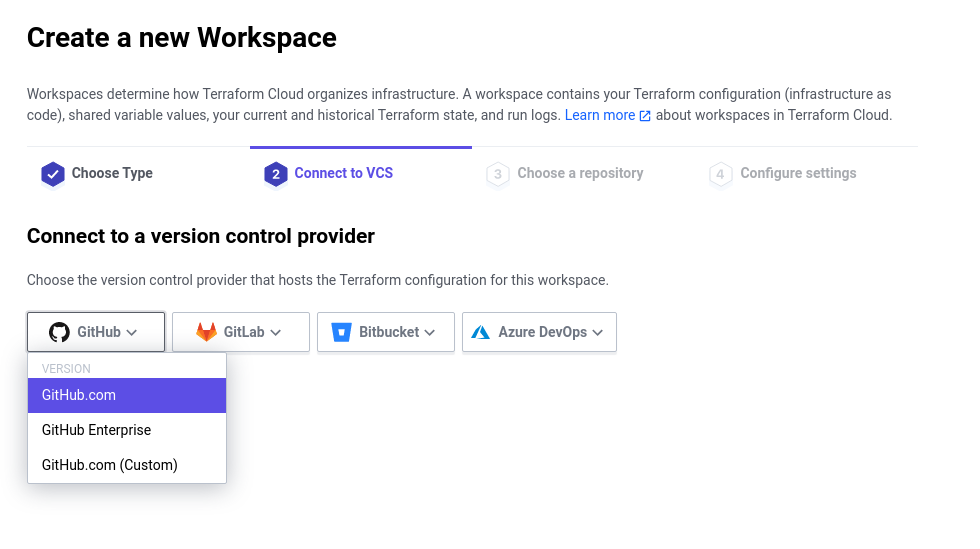 Create a new Workspace
Workspaces determine how Terraform Cloud organizes infrastructure. A workspace contains your Terraform configuration (infrastructure as
code), shared variable values, your current and historical Terraform state, and run logs. Learn more about workspaces in Terraform Cloud.
Choose Type
2 Connect to VCS
3 Choose a repository
4 Configure settings
Connect to a version control provider
Choose the version control provider that hosts the Terraform configuration for this workspace.
GitHub
GitLab
Bitbucket
Azure DevOps
VERSION
GitHub.com
GitHub Enterprise
GitHub.com (Custom)